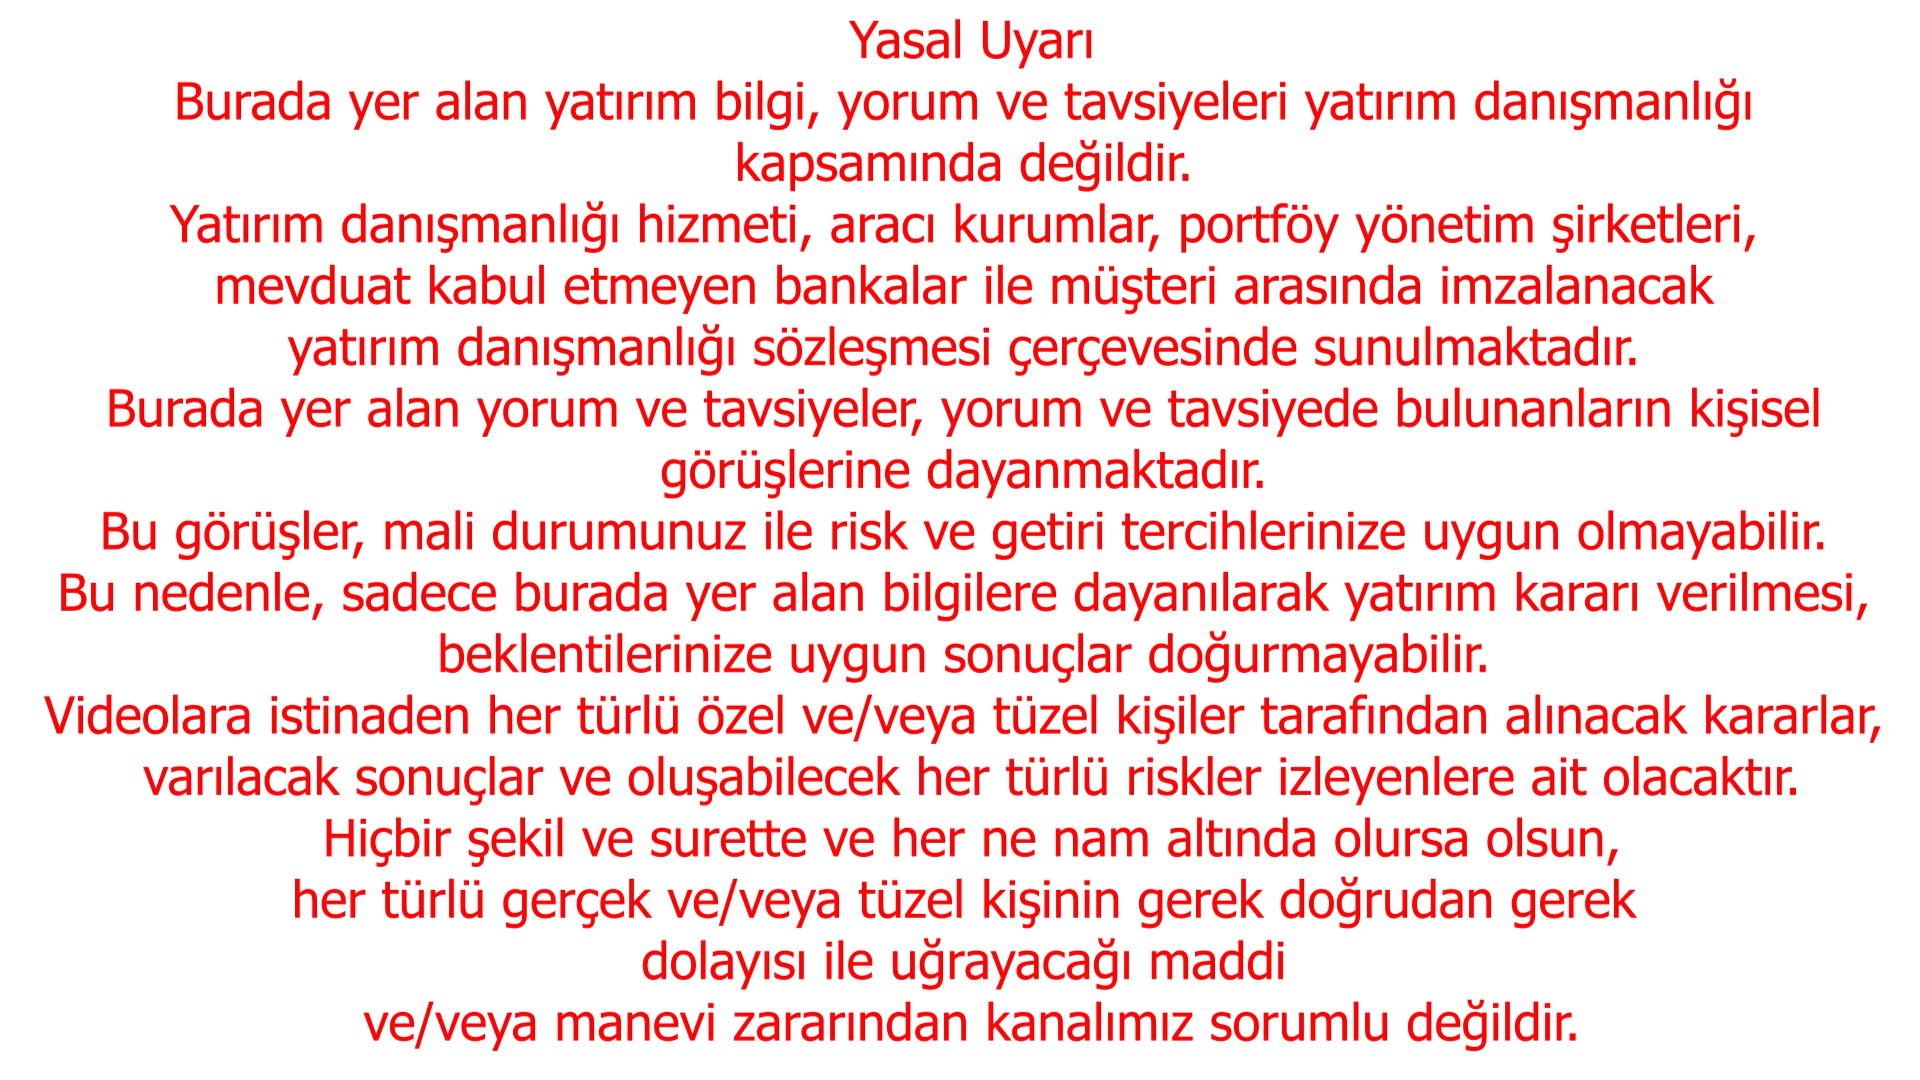 Yasal Uyarı
Burada yer alan yatırım bilgi, yorum ve tavsiyeleri yatırım danışmanlığı
kapsamında değildir.
Yatırım danışmanlığı hizmeti, aracı kurumlar, portföy yönetim şirketleri,
mevduat kabul etmeyen bankalar ile müşteri arasında imzalanacak
yatırım danışmanlığı sözleşmesi çerçevesinde sunulmaktadır.
Burada yer alan yorum ve tavsiyeler, yorum ve tavsiyede bulunanların kişisel
görüşlerine dayanmaktadır.
Bu görüşler, mali durumunuz ile risk ve getiri tercihlerinize uygun olmayabilir.
Bu nedenle, sadece burada yer alan bilgilere dayanılarak yatırım kararı verilmesi,
beklentilerinize uygun sonuçlar doğurmayabilir.
Videolara istinaden her türlü özel ve/veya tüzel kişiler tarafından alınacak kararlar,
varılacak sonuçlar ve oluşabilecek her türlü riskler izleyenlere ait olacaktır.
Hiçbir şekil ve surette ve her ne nam altında olursa olsun,
her türlü gerçek ve/veya tüzel kişinin gerek doğrudan gerek
dolayısı ile uğrayacağı maddi
ve/veya manevi zararından kanalımız sorumlu değildir.